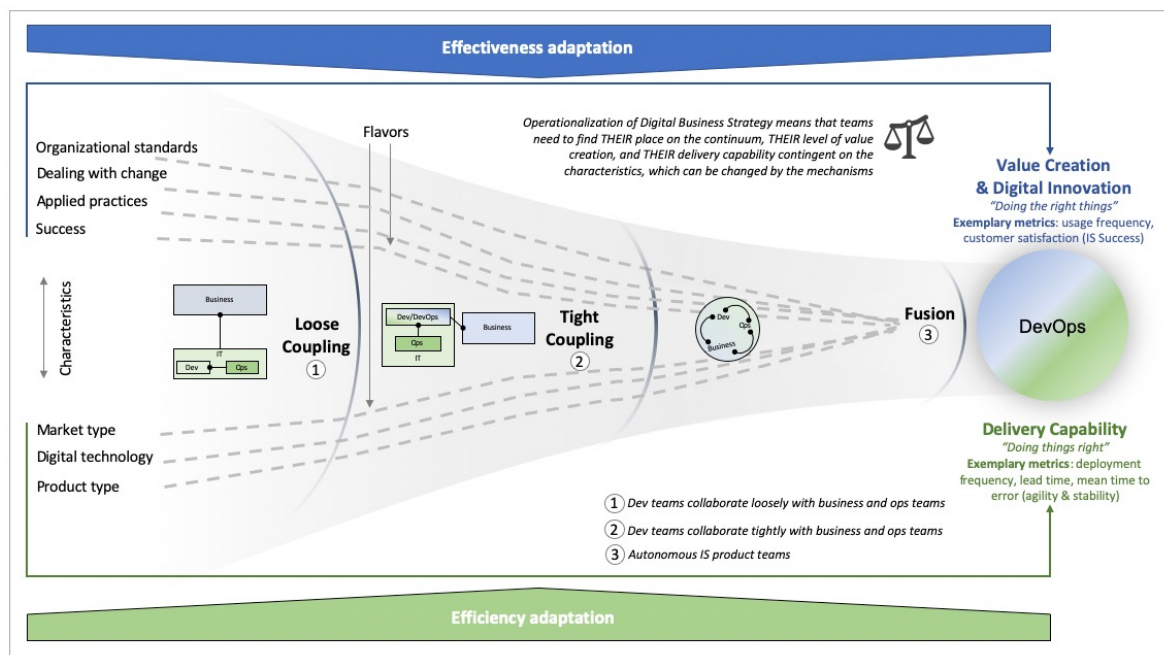 Effectiveness adaptation
Operationalization of Digital Business Strategy means that teams
need to find THEIR place on the continuum, THEIR level of value
creation, and THEIR delivery capability contingent on the
characteristics, which can be changed by the mechanisms
Flavors
Organizational standards
Dealing with change
Applied practices
Success
Value Creation
& Digital Innovation
"Doing the right things"
Exemplary metrics: usage frequency,
customer satisfaction (IS Success)
Characteristics
Business
IT
Dev
Ops
Loose
Coupling
1
Dev/DevOps
Ops
IT
Business
Tight
Coupling
2
Dev
Ops
Business
Fusion
3
DevOps
Market type
Digital technology
Product type
Delivery Capability
"Doing things right"
Exemplary metrics: deployment
frequency, lead time, mean time to
error (agility & stability)
1 Dev teams collaborate loosely with business and ops teams
2 Dev teams collaborate tightly with business and ops teams
3 Autonomous IS product teams
Efficiency adaptation